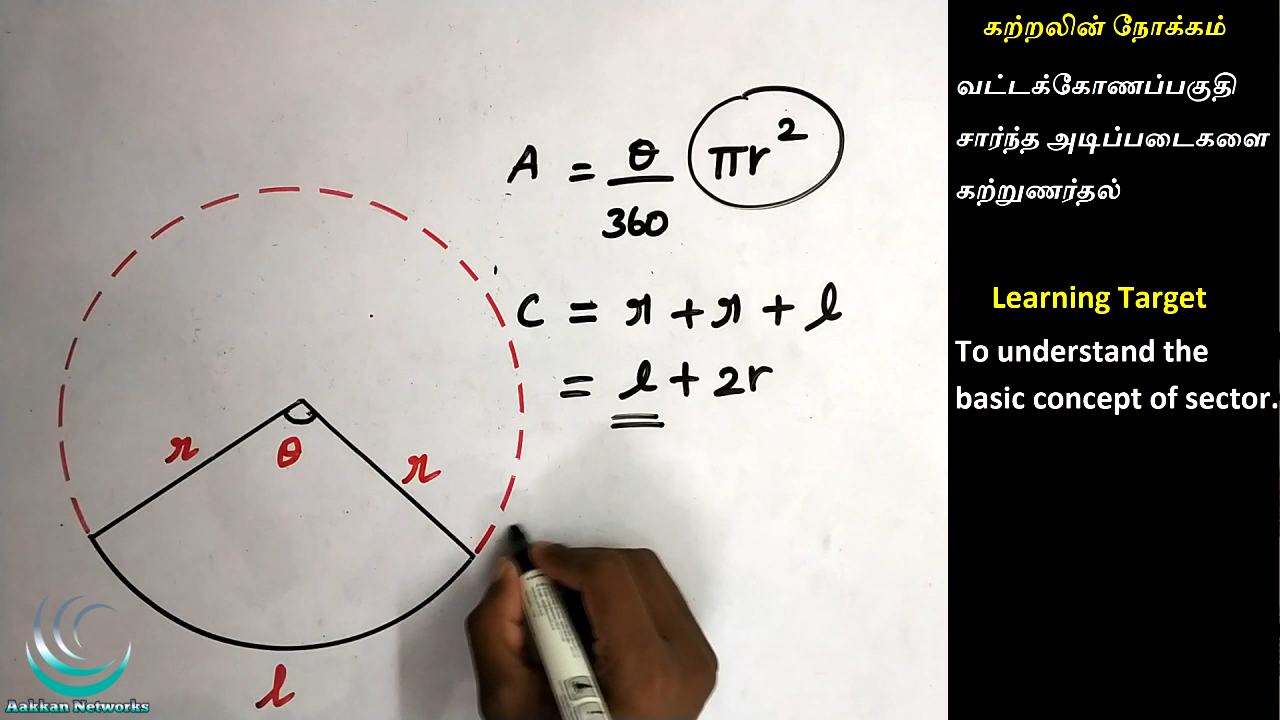 A = θ/360 πr²
C = r + r + l
= l + 2r
r
θ
r
l
Aakkan Networks
கற்றலின் நோக்கம்
வட்டக்கோணப்பகுதி
சார்ந்த அடிப்படைகளை
கற்றுணர்தல்
Learning Target
To understand the
basic concept of sector.